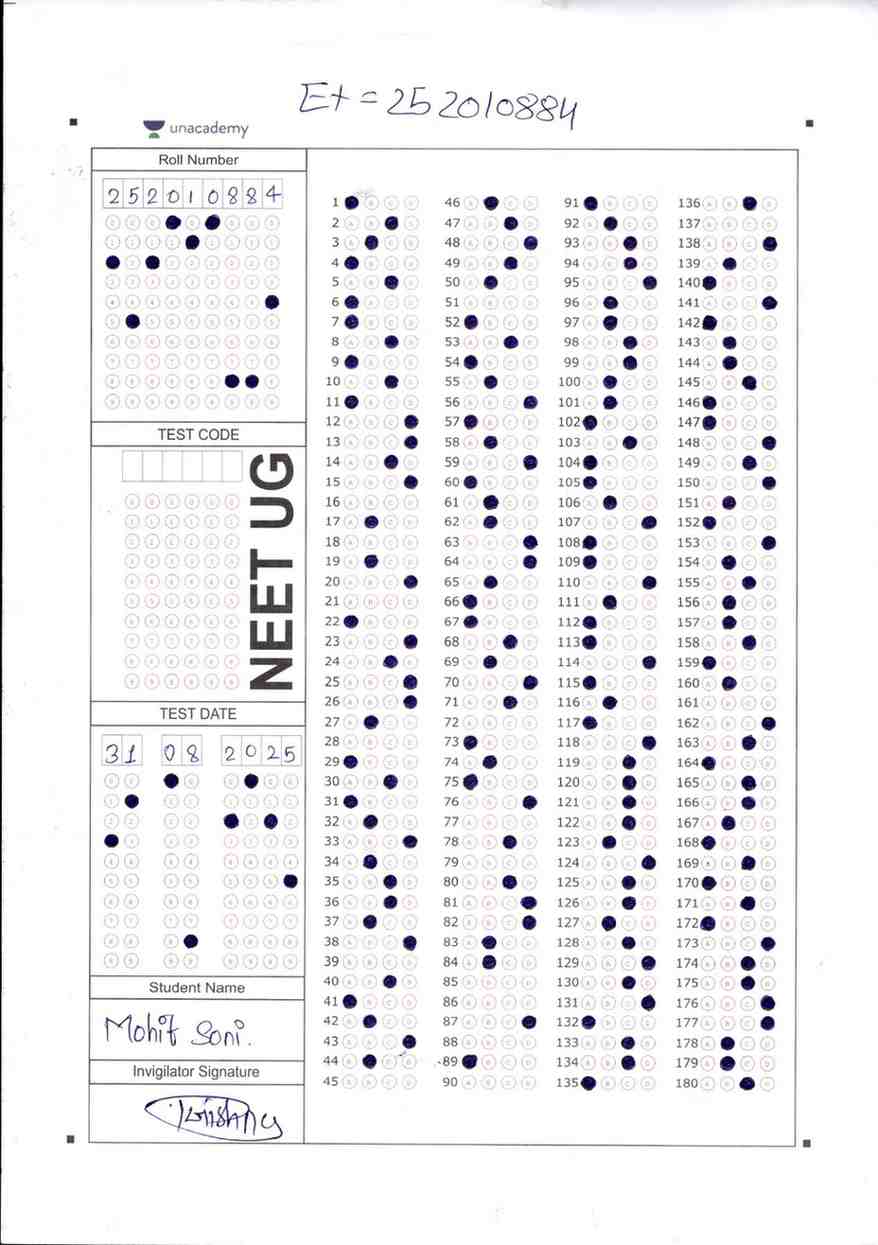 Et = 252010884
unacademy
Roll Number
2 5 2 0 1 0 8 8 4
TEST CODE
NEET UG
TEST DATE
31 08 2025
Student Name
Mohit Soni.
Invigilator Signature
1 A B C D
2 A B C D
3 A B C D
4 A B C D
5 A B C D
6 A B C D
7 A B C D
8 A B C D
9 A B C D
10 A B C D
11 A B C D
12 A B C D
13 A B C D
14 A B C D
15 A B C D
16 A B C D
17 A B C D
18 A B C D
19 A B C D
20 A B C D
21 A B C D
22 A B C D
23 A B C D
24 A B C D
25 A B C D
26 A B C D
27 A B C D
28 A B C D
29 A B C D
30 A B C D
31 A B C D
32 A B C D
33 A B C D
34 A B C D
35 A B C D
36 A B C D
37 A B C D
38 A B C D
39 A B C D
40 A B C D
41 A B C D
42 A B C D
43 A B C D
44 A B C D
45 A B C D
46
47
48
49
50
51
52
53
54
55
56
57
58
59
60
61
62
63
64
65
66
67
68
69
70
71
72
73
74
75
76
77
78
79
80
81
82
83
84
85
86
87
88
89
90
91
92
93
94
95
96
97
98
99
100
101
102
103
104
105
106
107
108
109
110
111
112
113
114
115
116
117
118
119
120
121
122
123
124
125
126
127
128
129
130
131
132
133
134
135
136
137
138
139
140
141
142
143
144
145
146
147
148
149
150
151
152
153
154
155
156
157
158
159
160
161
162
163
164
165
166
167
168
169
170
171
172
173
174
175
176
177
178
179
180